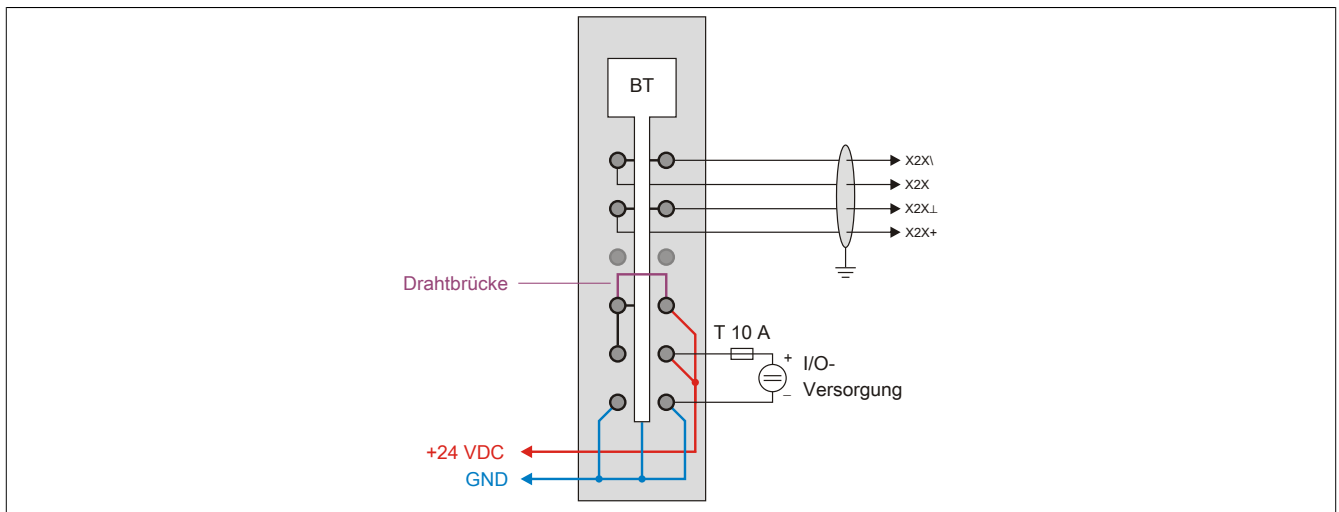 BT
X2X\
X2X
X2X⊥
X2X+
Drahtbrücke
T 10 A
+
I/O-
Versorgung
_
+24 VDC
GND